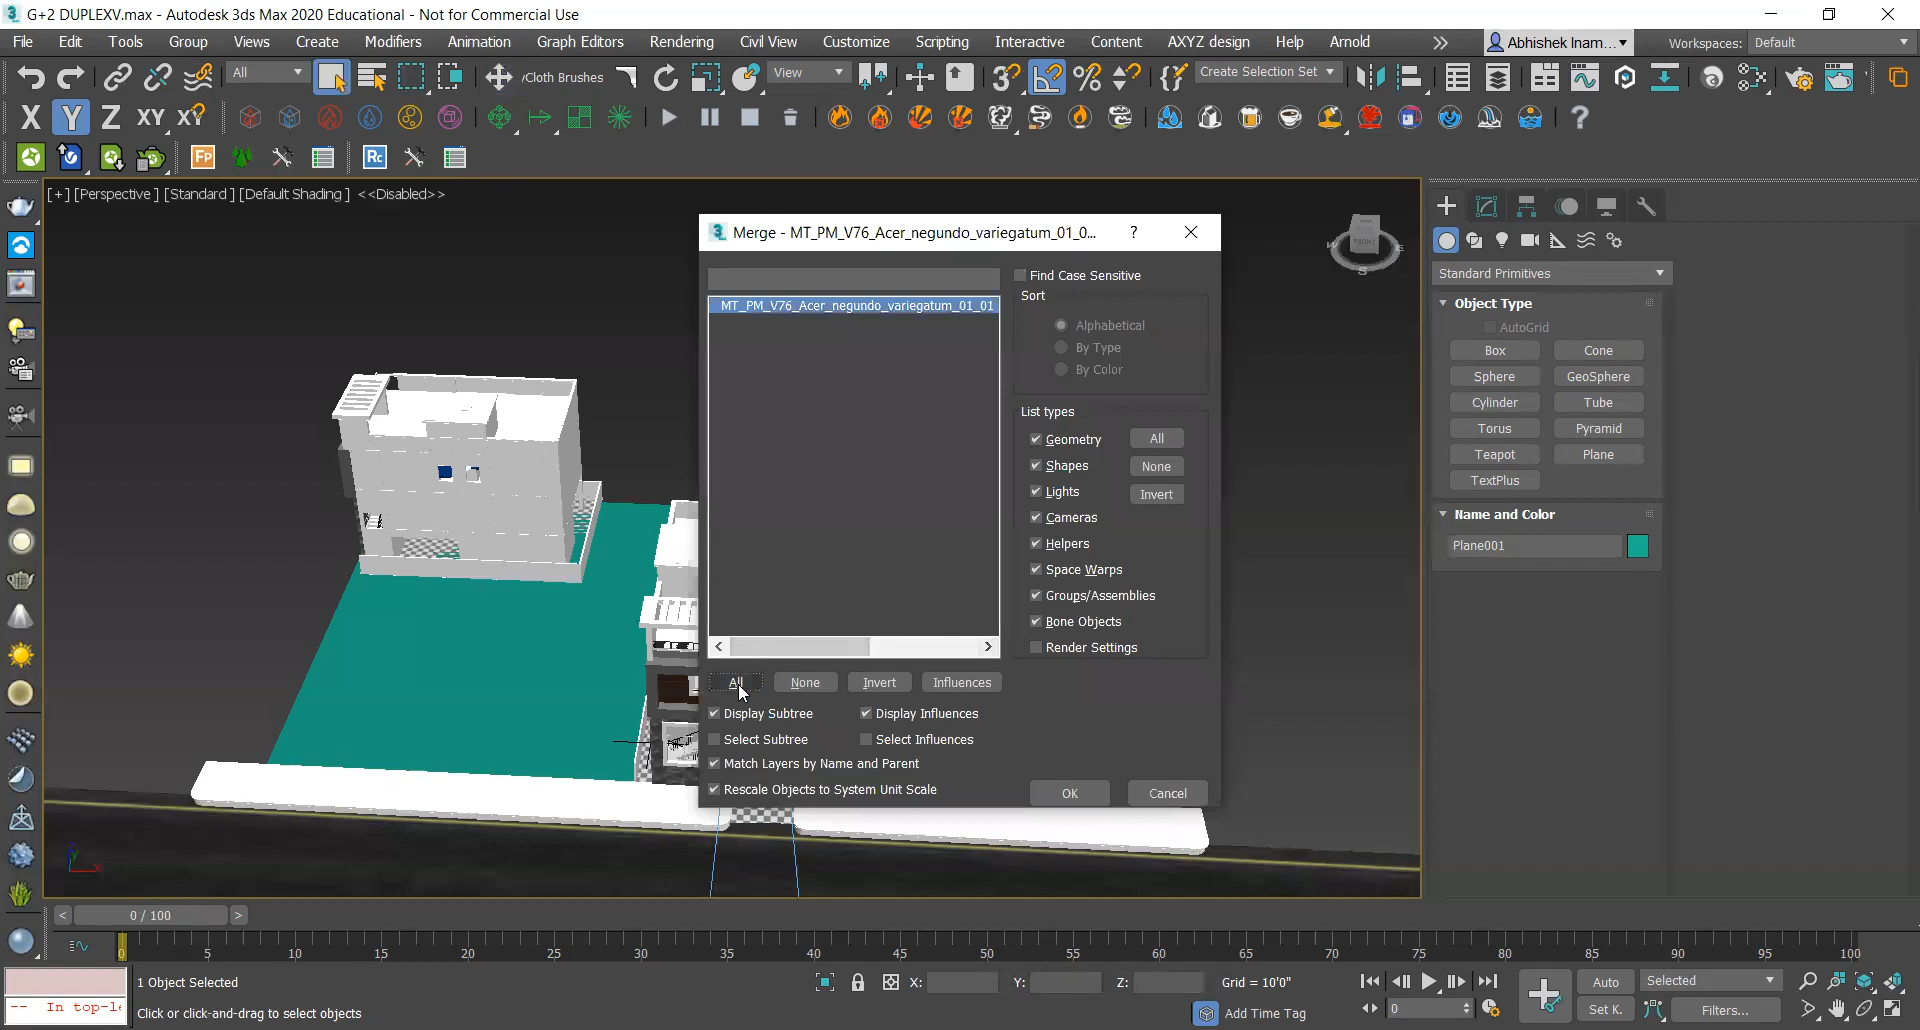 G+2 DUPLEXV.max - Autodesk 3ds Max 2020 Educational - Not for Commercial Use
File Edit Tools Group Views Create Modifiers Animation Graph Editors Rendering Civil View Customize Scripting Interactive Content AXYZ design Help Arnold
Abhishek Inam... Workspaces: Default
All /Cloth Brushes View Create Selection Set
X Y Z XY XY
Fp Rc
[+] [Perspective] [Standard] [Default Shading] <<Disabled>>
Merge - MT_PM_V76_Acer_negundo_variegatum_01_0...
Find Case Sensitive
MT_PM_V76_Acer_negundo_variegatum_01_01
Sort
Alphabetical
By Type
By Color
List types
Geometry All
Shapes None
Lights Invert
Cameras
Helpers
Space Warps
Groups/Assemblies
Bone Objects
Render Settings
All None Invert Influences
Display Subtree Display Influences
Select Subtree Select Influences
Match Layers by Name and Parent
Rescale Objects to System Unit Scale
OK Cancel
Standard Primitives
Object Type
AutoGrid
Box Cone
Sphere GeoSphere
Cylinder Tube
Torus Pyramid
Teapot Plane
TextPlus
Name and Color
Plane001
0 / 100
0 5 10 15 20 25 30 35 40 45 50 55 60 65 70 75 80 85 90 95 100
1 Object Selected
X: Y: Z: Grid = 10'0"
Auto Selected
-- In top-l
Click or click-and-drag to select objects
Add Time Tag
0
Set K. Filters...